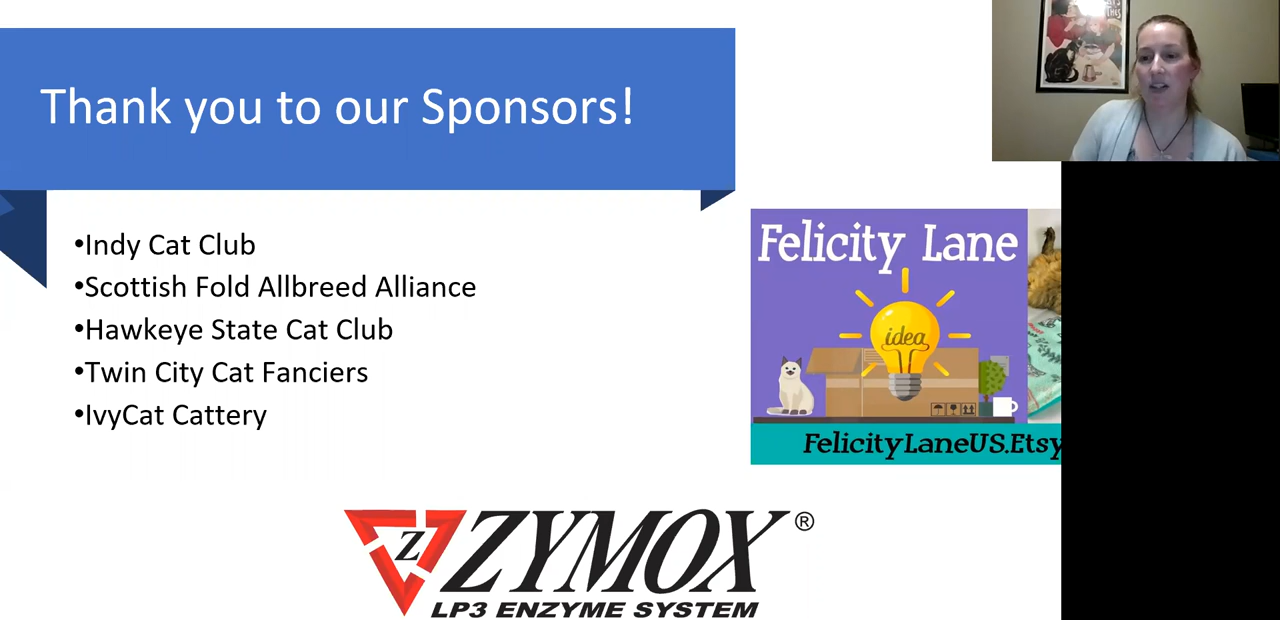 Thank you to our Sponsors!
•Indy Cat Club
•Scottish Fold Allbreed Alliance
•Hawkeye State Cat Club
•Twin City Cat Fanciers
•IvyCat Cattery
Felicity Lane
idea
FelicityLaneUS.Etsy
Z ZYMOX®
LP3 ENZYME SYSTEM